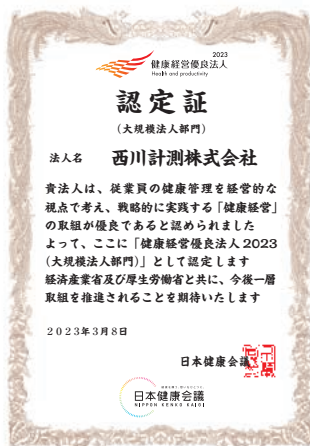 2023
健康経営優良法人
Health and productivity
認定証
（大規模法人部門）
法人名 西川計測株式会社
貴法人は、従業員の健康管理を経営的な
視点で考え、戦略的に実践する「健康経営」
の取組が優良であると認められました
よって、ここに「健康経営優良法人2023
（大規模法人部門）」として認定します
経済産業省及び厚生労働省と共に、今後一層
取組を推進されることを期待いたします
2023年3月8日
日本健康会議
日本健康会議
NIPPON KENKO KAIGI